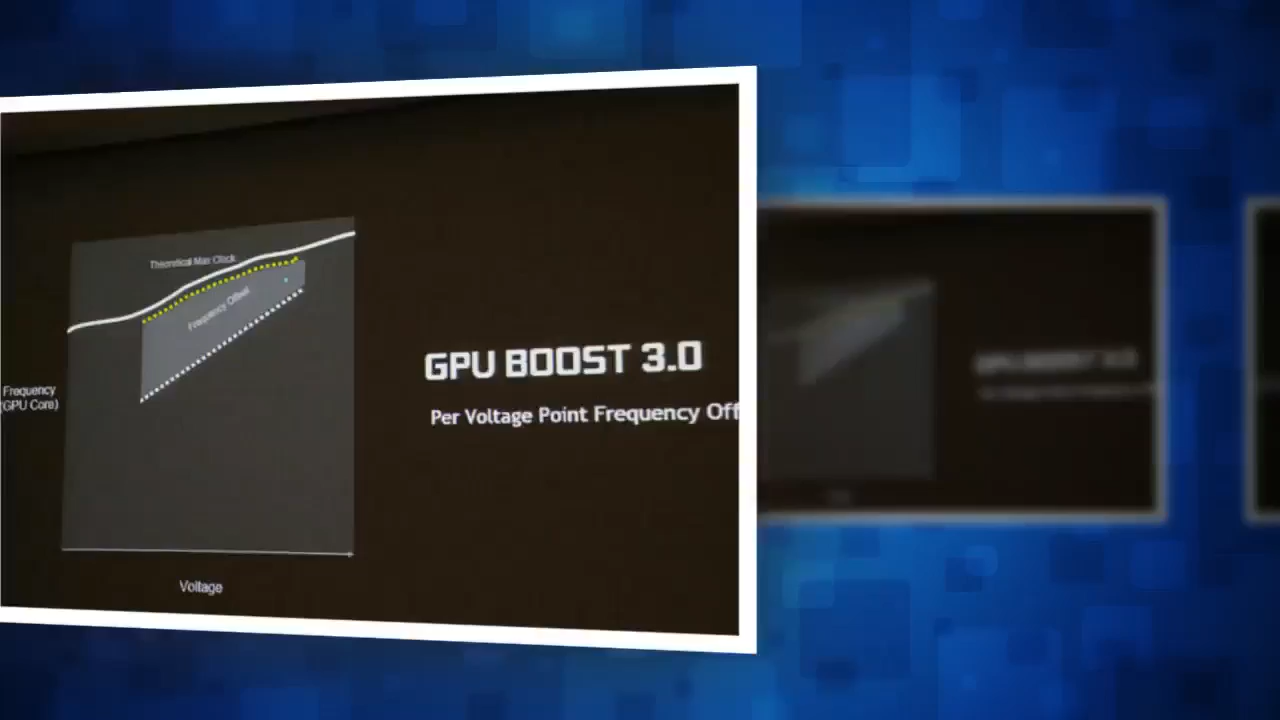 Theoretical Max Clock
Frequency Offset
Frequency
(GPU Core)
GPU BOOST 3.0
Per Voltage Point Frequency Off
Voltage